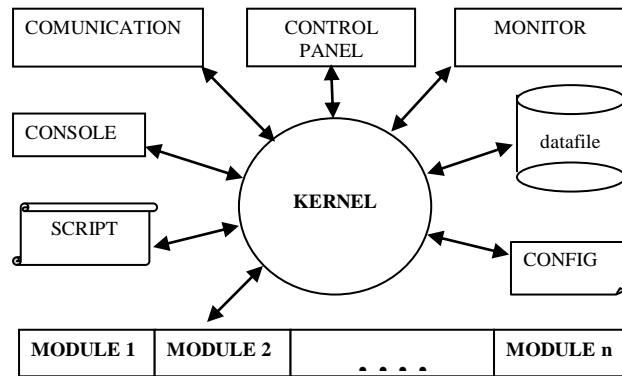 COMUNICATION
CONTROL
PANEL
MONITOR
CONSOLE
datafile
KERNEL
SCRIPT
CONFIG
MODULE 1
MODULE 2
. . . .
MODULE n